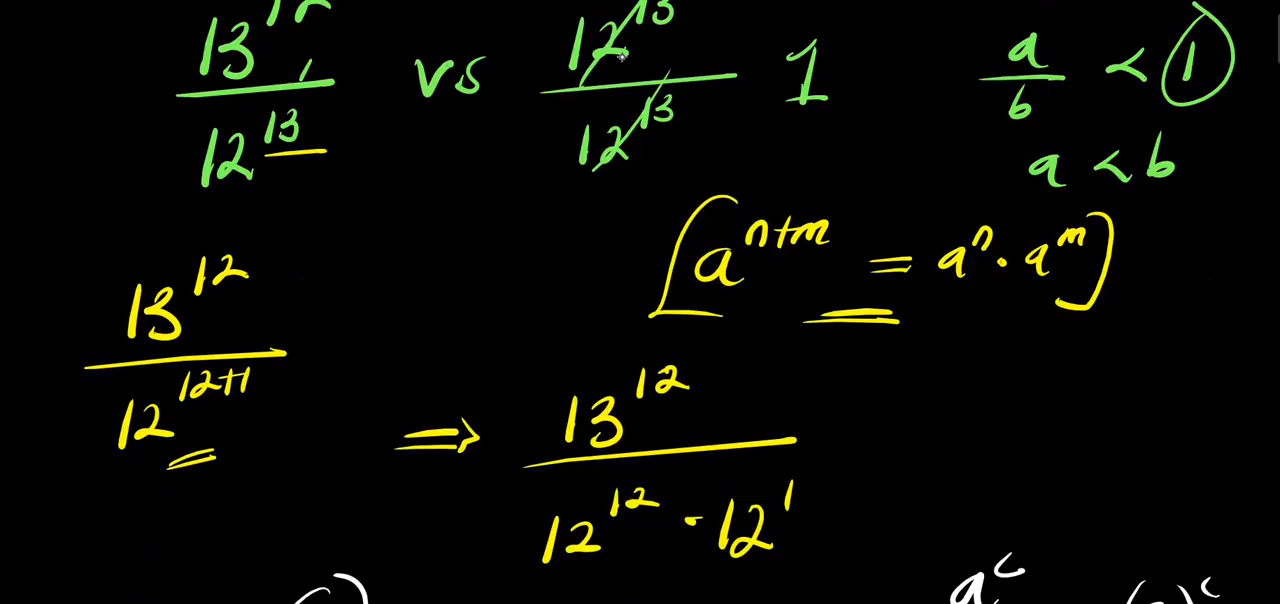 13^12 / 12^13 vs 12^13 / 12^13 1 a / b < 1
a < b
[a^(n+m) = a^n · a^m]
13^12 / 12^(12+1) ⇒ 13^12 / (12^12 · 12^1)
a^c